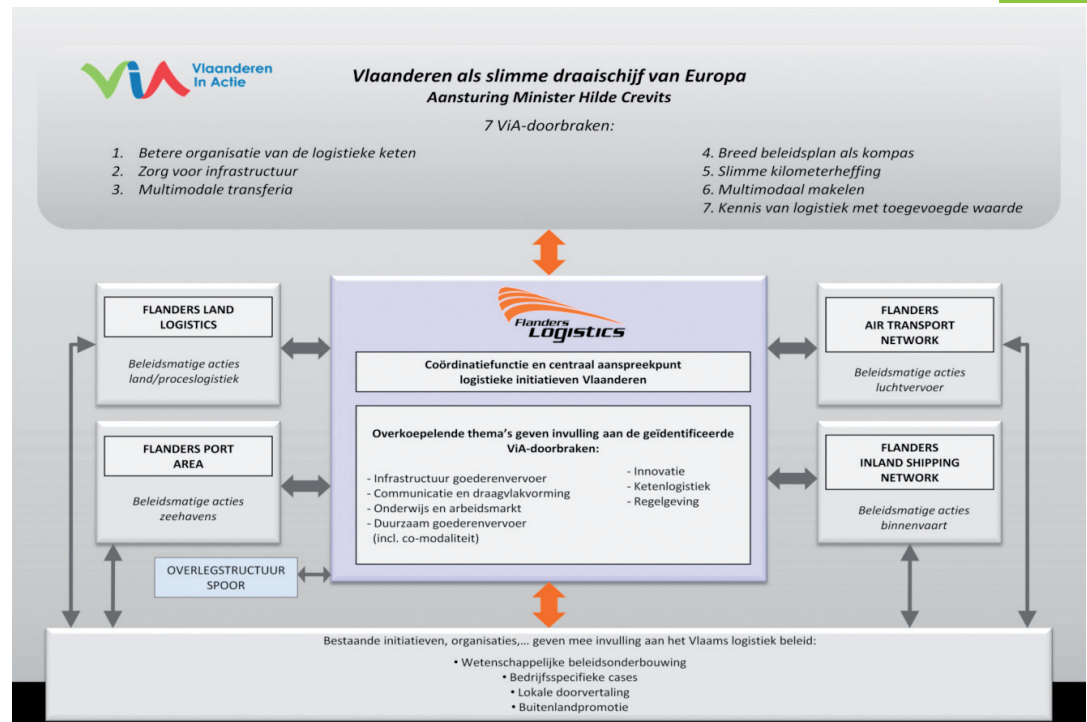 ViA Vlaanderen
In Actie
Vlaanderen als slimme draaischijf van Europa
Aansturing Minister Hilde Crevits
7 ViA-doorbraken:
1. Betere organisatie van de logistieke keten
2. Zorg voor infrastructuur
3. Multimodale transferia
4. Breed beleidsplan als kompas
5. Slimme kilometerheffing
6. Multimodaal makelen
7. Kennis van logistiek met toegevoegde waarde
FLANDERS LAND
LOGISTICS
Beleidsmatige acties
land/proceslogistiek
FLANDERS PORT
AREA
Beleidsmatige acties
zeehavens
OVERLEGSTRUCTUUR
SPOOR
Flanders
Logistics
Coördinatiefunctie en centraal aanspreekpunt
logistieke initiatieven Vlaanderen
Overkoepelende thema's geven invulling aan de geïdentificeerde
ViA-doorbraken:
- Infrastructuur goederenvervoer
- Communicatie en draagvlakvorming
- Onderwijs en arbeidsmarkt
- Duurzaam goederenvervoer
(incl. co-modaliteit)
- Innovatie
- Ketenlogistiek
- Regelgeving
FLANDERS
AIR TRANSPORT
NETWORK
Beleidsmatige acties
luchtvervoer
FLANDERS
INLAND SHIPPING
NETWORK
Beleidsmatige acties
binnenvaart
Bestaande initiatieven, organisaties,... geven mee invulling aan het Vlaams logistiek beleid:
• Wetenschappelijke beleidsonderbouwing
• Bedrijfsspecifieke cases
• Lokale doorvertaling
• Buitenlandpromotie